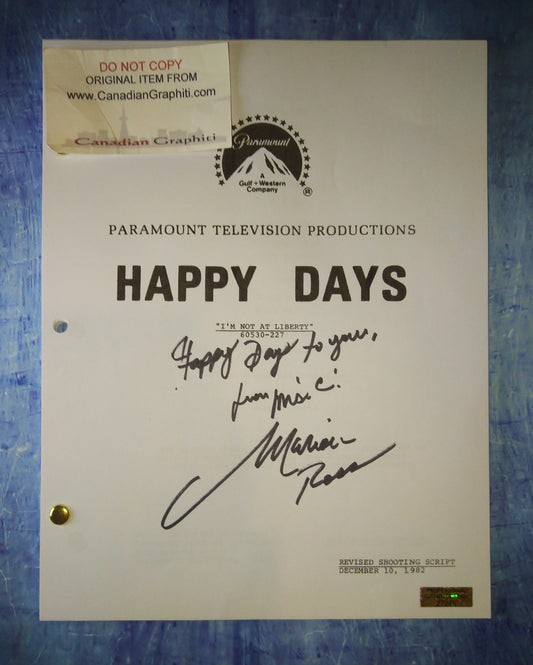 DO NOT COPY
ORIGINAL ITEM FROM
www.CanadianGraphiti.com
Canadian Graphiti
Paramount
A
Gulf+Western
Company
®
PARAMOUNT TELEVISION PRODUCTIONS
HAPPY DAYS
"I'M NOT AT LIBERTY"
60530-227
Happy Days to you,
from Mrs. C!
Marion
Ross
REVISED SHOOTING SCRIPT
DECEMBER 10, 1982